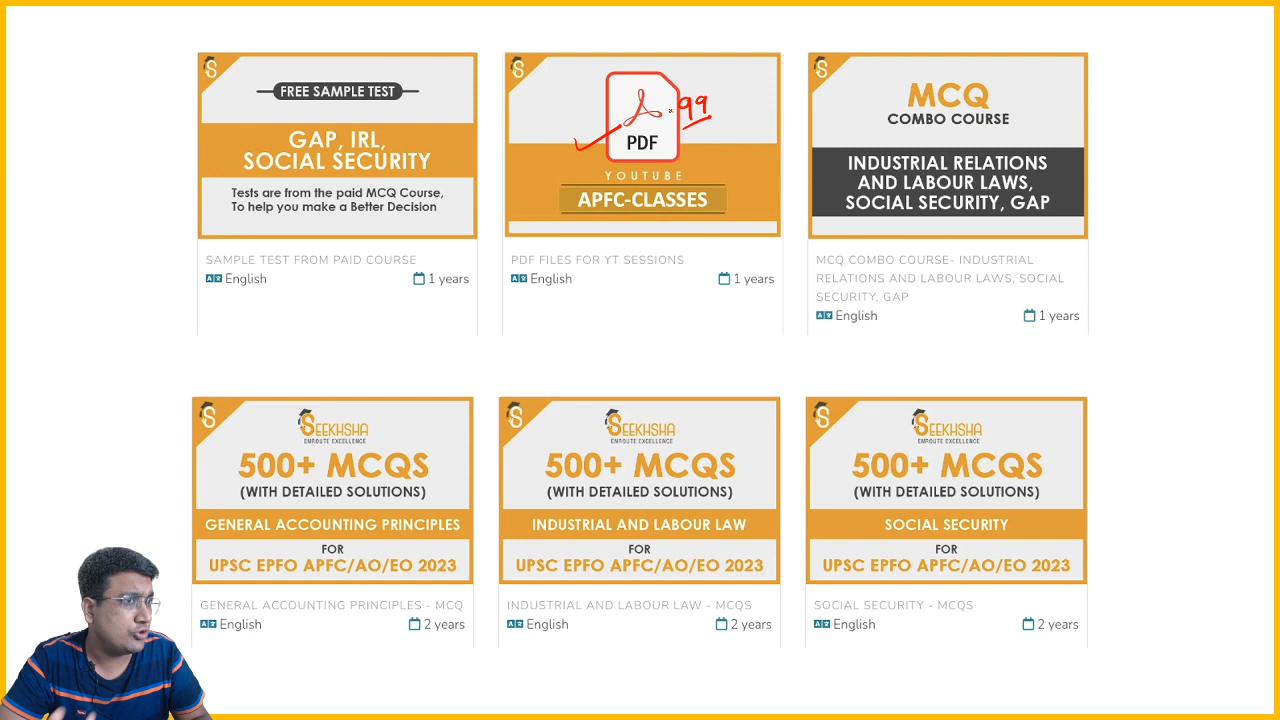 FREE SAMPLE TEST
GAP, IRL,
SOCIAL SECURITY
Tests are from the paid MCQ Course,
To help you make a Better Decision
SAMPLE TEST FROM PAID COURSE
English
1 years
99
PDF
YOUTUBE
APFC-CLASSES
PDF FILES FOR YT SESSIONS
English
1 years
MCQ
COMBO COURSE
INDUSTRIAL RELATIONS
AND LABOUR LAWS,
SOCIAL SECURITY, GAP
MCQ COMBO COURSE- INDUSTRIAL
RELATIONS AND LABOUR LAWS, SOCIAL
SECURITY, GAP
English
1 years
SEEKHSHA
ENROUTE EXCELLENCE
500+ MCQS
(WITH DETAILED SOLUTIONS)
GENERAL ACCOUNTING PRINCIPLES
FOR
UPSC EPFO APFC/AO/EO 2023
GENERAL ACCOUNTING PRINCIPLES - MCQ
English
2 years
SEEKHSHA
ENROUTE EXCELLENCE
500+ MCQS
(WITH DETAILED SOLUTIONS)
INDUSTRIAL AND LABOUR LAW
FOR
UPSC EPFO APFC/AO/EO 2023
INDUSTRIAL AND LABOUR LAW - MCQS
English
2 years
SEEKHSHA
ENROUTE EXCELLENCE
500+ MCQS
(WITH DETAILED SOLUTIONS)
SOCIAL SECURITY
FOR
UPSC EPFO APFC/AO/EO 2023
SOCIAL SECURITY - MCQS
English
2 years